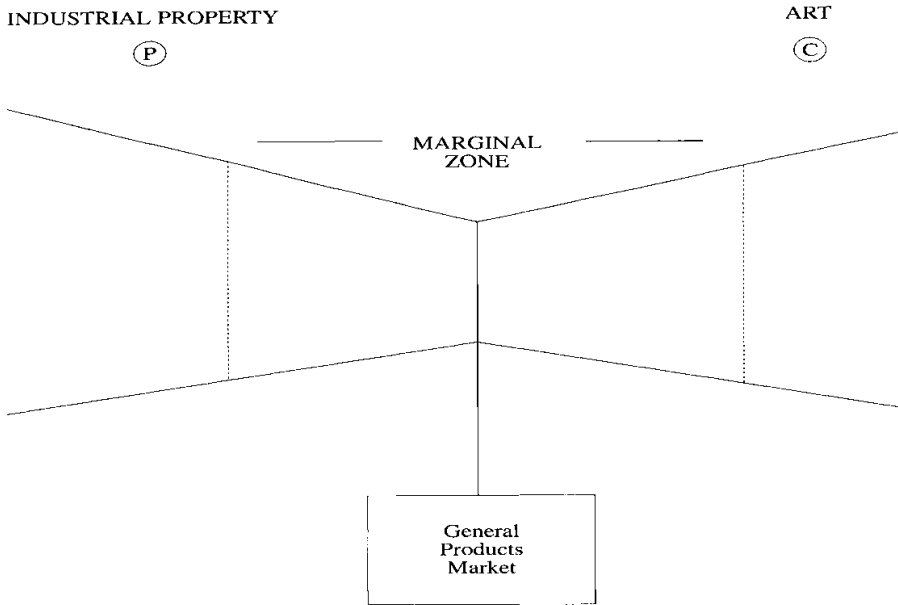 INDUSTRIAL PROPERTY
P
ART
C
MARGINAL
ZONE
General
Products
Market